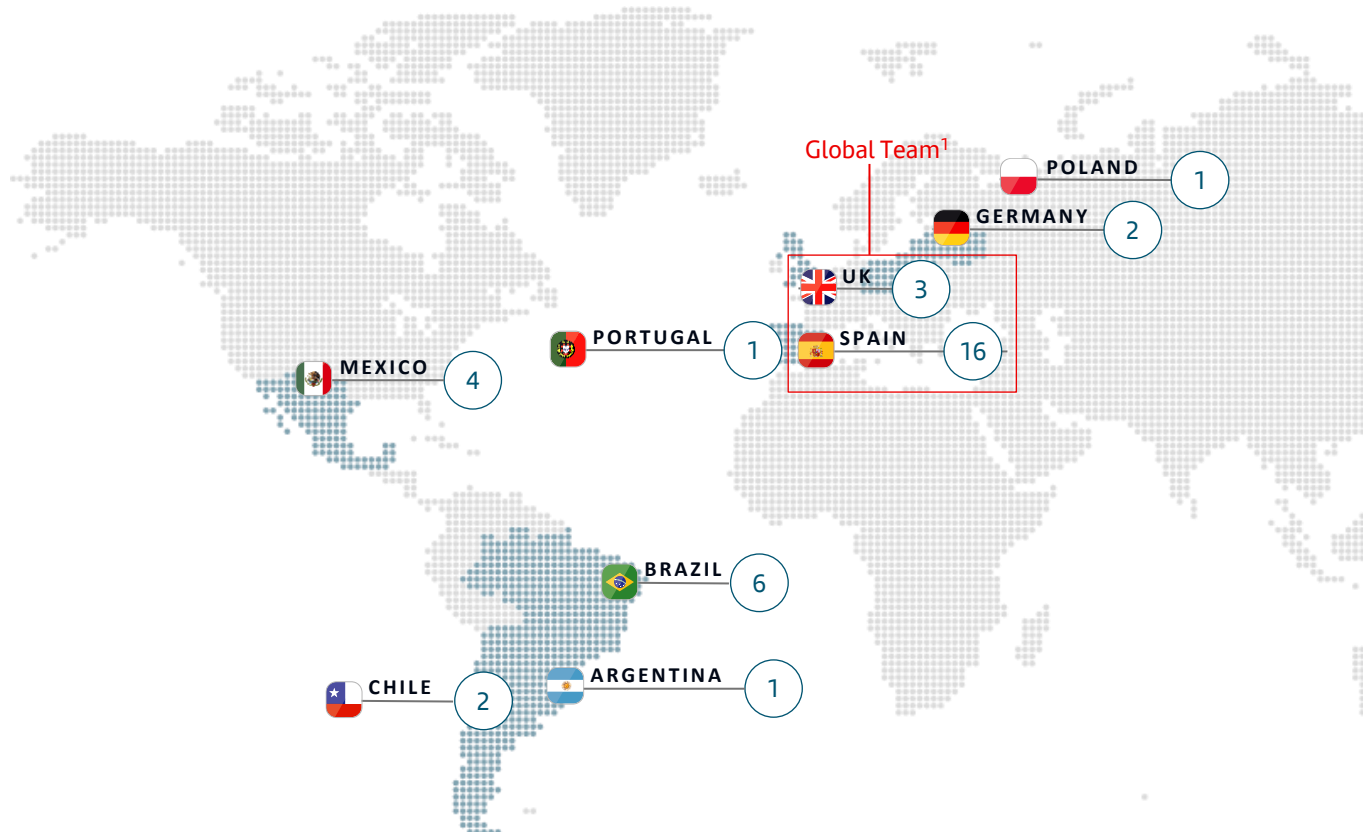 Global Team¹
POLAND
1
GERMANY
2
UK
3
PORTUGAL
1
SPAIN
16
MEXICO
4
BRAZIL
6
ARGENTINA
1
CHILE
2